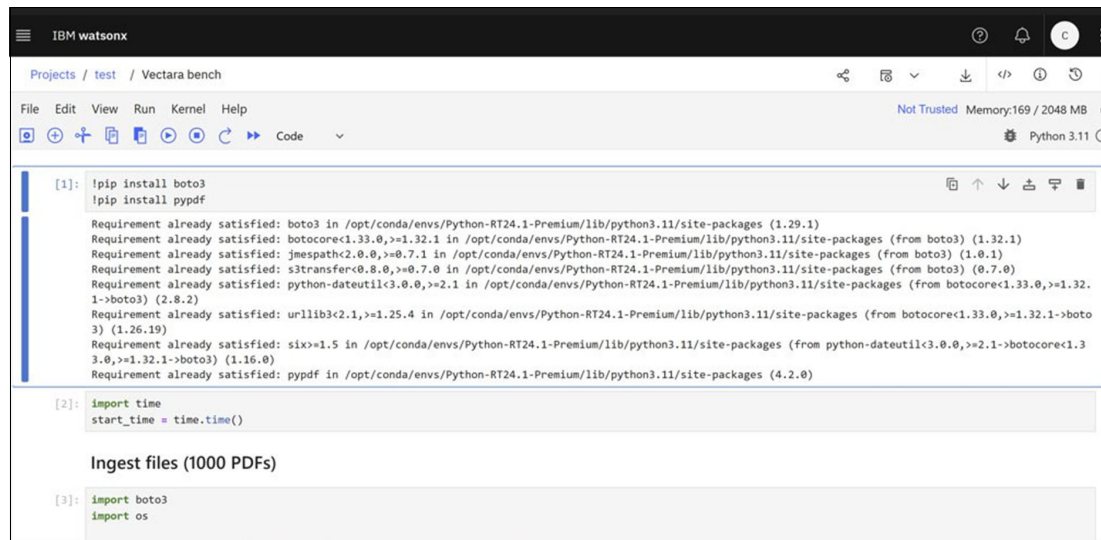 IBM watsonx
C
Projects / test / Vectara bench
File Edit View Run Kernel Help
Not Trusted Memory:169 / 2048 MB
Code
Python 3.11
[1]: !pip install boto3
!pip install pypdf
Requirement already satisfied: boto3 in /opt/conda/envs/Python-RT24.1-Premium/lib/python3.11/site-packages (1.29.1)
Requirement already satisfied: botocore<1.33.0,>=1.32.1 in /opt/conda/envs/Python-RT24.1-Premium/lib/python3.11/site-packages (from boto3) (1.32.1)
Requirement already satisfied: jmespath<2.0.0,>=0.7.1 in /opt/conda/envs/Python-RT24.1-Premium/lib/python3.11/site-packages (from boto3) (1.0.1)
Requirement already satisfied: s3transfer<0.8.0,>=0.7.0 in /opt/conda/envs/Python-RT24.1-Premium/lib/python3.11/site-packages (from boto3) (0.7.0)
Requirement already satisfied: python-dateutil<3.0.0,>=2.1 in /opt/conda/envs/Python-RT24.1-Premium/lib/python3.11/site-packages (from botocore<1.33.0,>=1.32.
1->boto3) (2.8.2)
Requirement already satisfied: urllib3<2.1,>=1.25.4 in /opt/conda/envs/Python-RT24.1-Premium/lib/python3.11/site-packages (from botocore<1.33.0,>=1.32.1->boto
3) (1.26.19)
Requirement already satisfied: six>=1.5 in /opt/conda/envs/Python-RT24.1-Premium/lib/python3.11/site-packages (from python-dateutil<3.0.0,>=2.1->botocore<1.3
3.0,>=1.32.1->boto3) (1.16.0)
Requirement already satisfied: pypdf in /opt/conda/envs/Python-RT24.1-Premium/lib/python3.11/site-packages (4.2.0)
[2]: import time
start_time = time.time()
Ingest files (1000 PDFs)
[3]: import boto3
import os